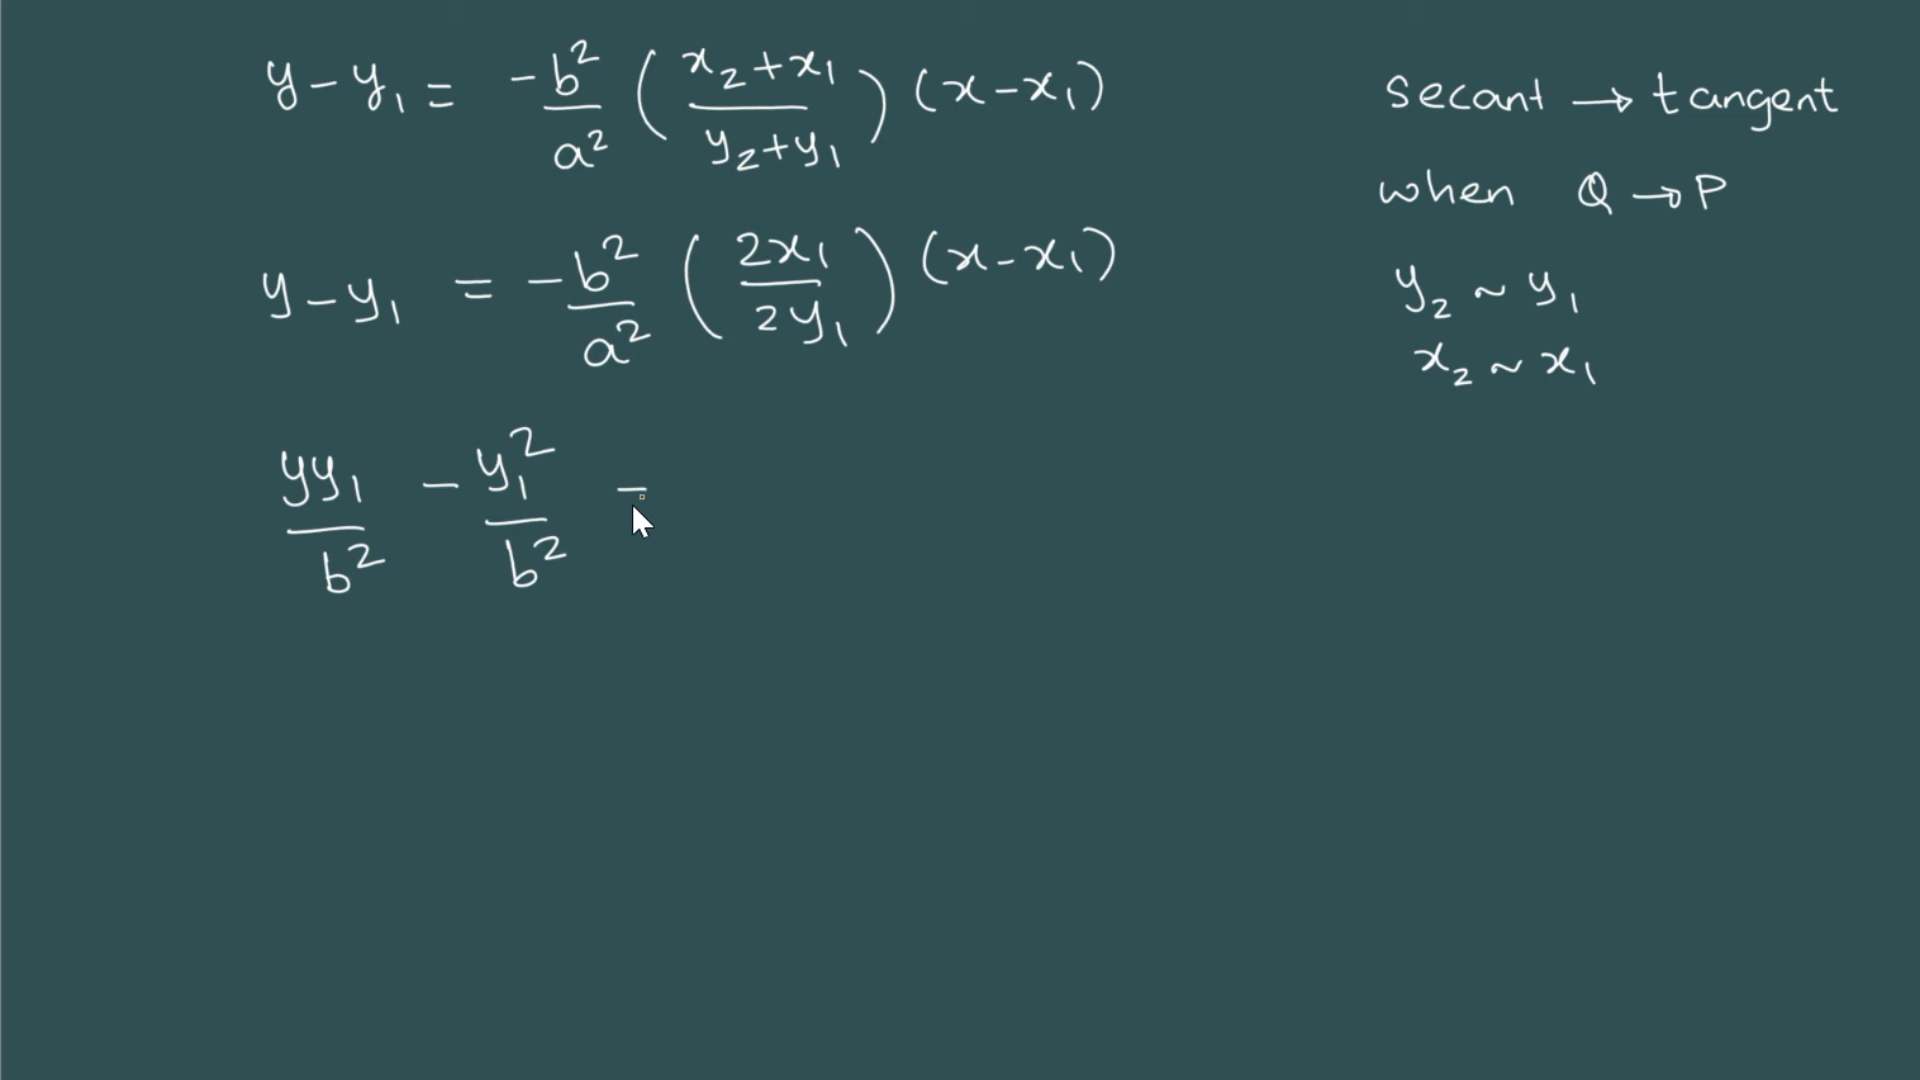 y - y₁ = -b²/a² ( (x₂+x₁)/(y₂+y₁) ) (x - x₁)
y - y₁ = -b²/a² ( 2x₁/2y₁ ) (x - x₁)
yy₁/b² - y₁²/b² -
secant → tangent
when Q → P
y₂ ~ y₁
x₂ ~ x₁